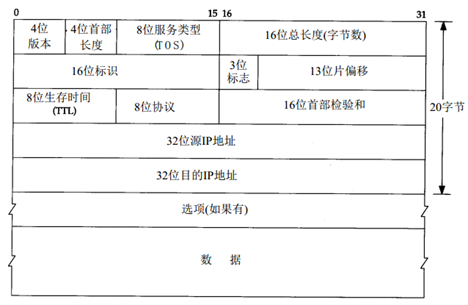 0 15 16 31
4位版本 4位首部长度 8位服务类型(TOS) 16位总长度(字节数)
16位标识 3位标志 13位片偏移
8位生存时间(TTL) 8位协议 16位首部检验和
20字节
32位源IP地址
32位目的IP地址
选项(如果有)
数 据